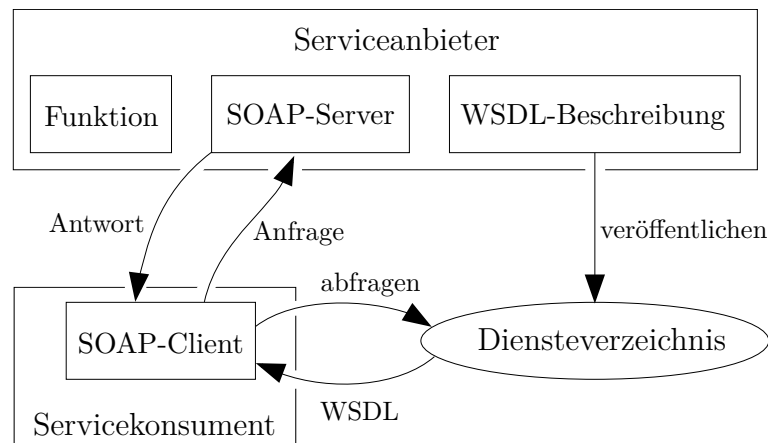 Serviceanbieter
Funktion
SOAP-Server
WSDL-Beschreibung
Antwort
Anfrage
veröffentlichen
abfragen
SOAP-Client
Diensteverzeichnis
WSDL
Servicekonsument